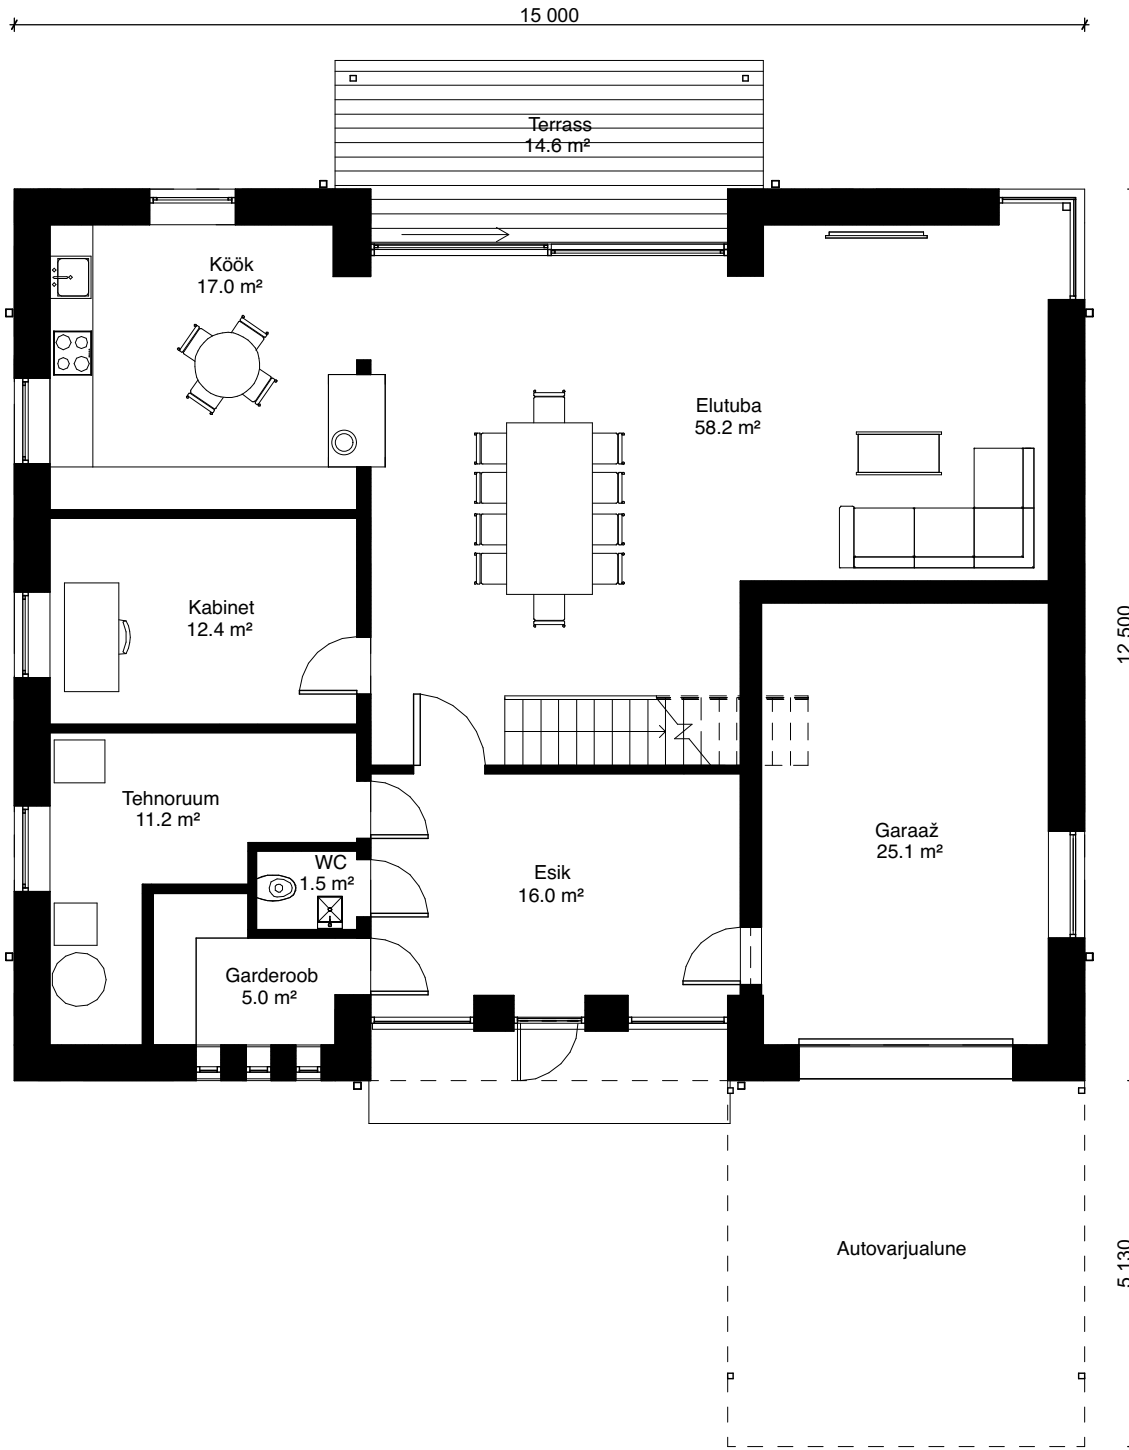 15 000
Terrass
14.6 m²
Köök
17.0 m²
Elutuba
58.2 m²
Kabinet
12.4 m²
12 500
Tehnoruum
11.2 m²
Garaaž
25.1 m²
WC
1.5 m²
Esik
16.0 m²
Garderoob
5.0 m²
Autovarjualune
5 130